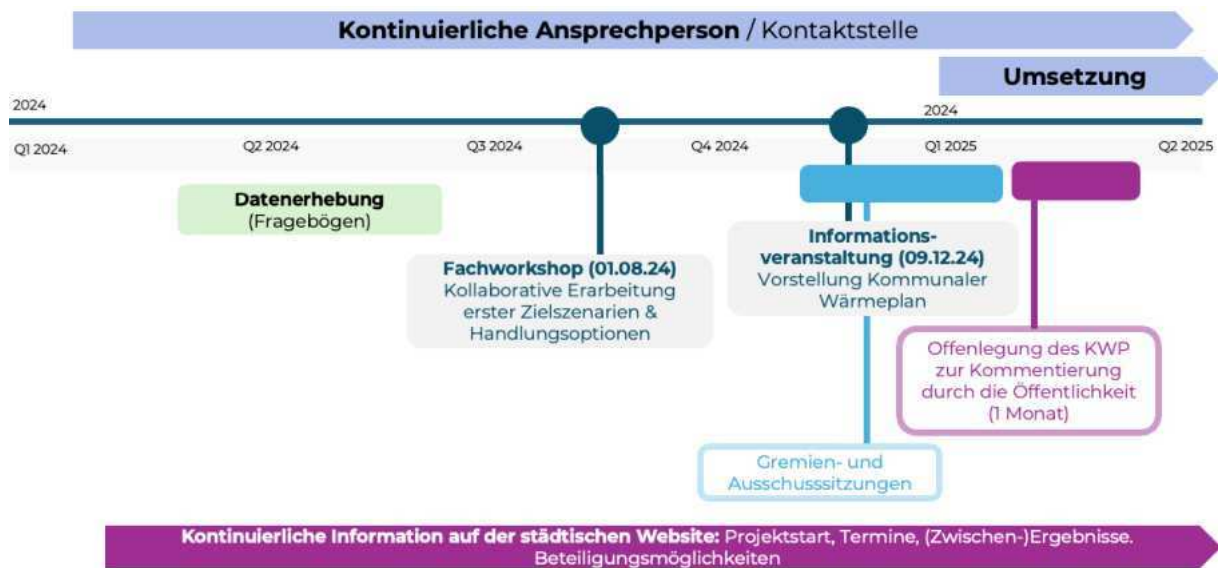 Kontinuierliche Ansprechperson / Kontaktstelle
Umsetzung
2024
2024
Q1 2024
Q2 2024
Q3 2024
Q4 2024
Q1 2025
Q2 2025
Datenerhebung
(Fragebögen)
Fachworkshop (01.08.24)
Kollaborative Erarbeitung
erster Zielszenarien &
Handlungsoptionen
Informations-
veranstaltung (09.12.24)
Vorstellung Kommunaler
Wärmeplan
Offenlegung des KWP
zur Kommentierung
durch die Öffentlichkeit
(1 Monat)
Gremien- und
Ausschusssitzungen
Kontinuierliche Information auf der städtischen Website: Projektstart, Termine, (Zwischen-)Ergebnisse.
Beteiligungsmöglichkeiten